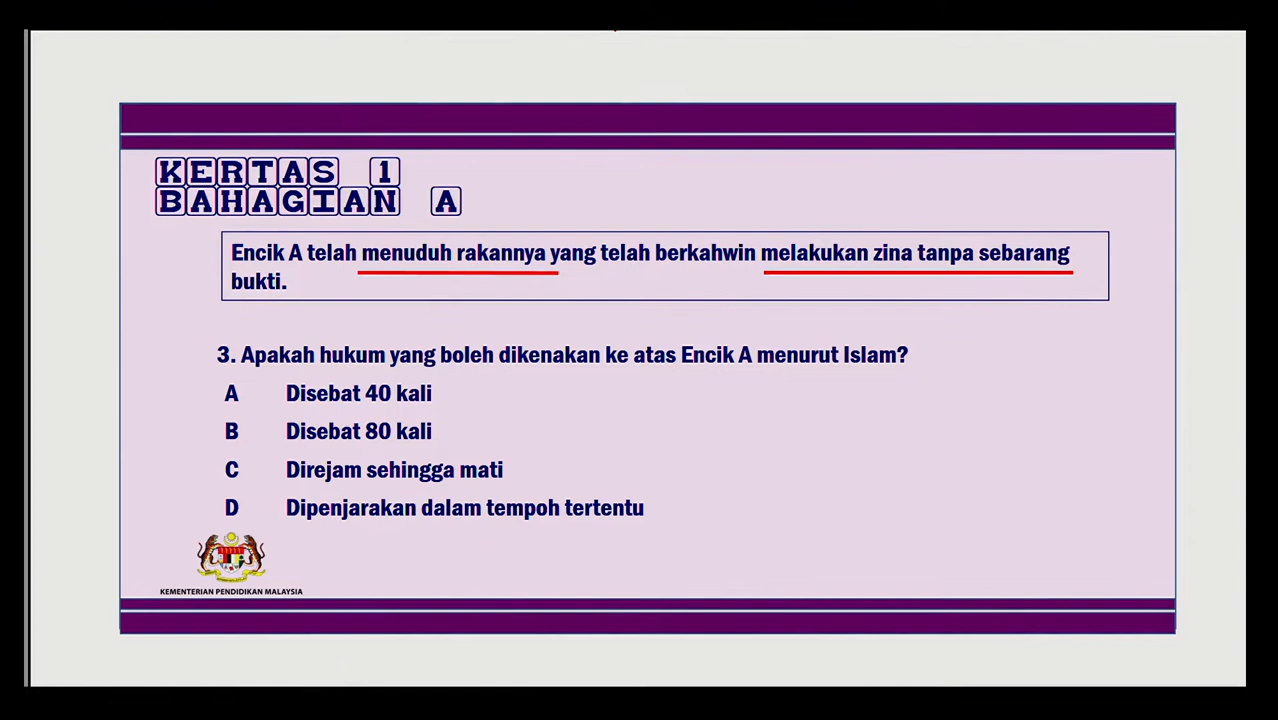 KERTAS 1
BAHAGIAN A
Encik A telah menuduh rakannya yang telah berkahwin melakukan zina tanpa sebarang
bukti.
3. Apakah hukum yang boleh dikenakan ke atas Encik A menurut Islam?
A Disebat 40 kali
B Disebat 80 kali
C Direjam sehingga mati
D Dipenjarakan dalam tempoh tertentu
KEMENTERIAN PENDIDIKAN MALAYSIA